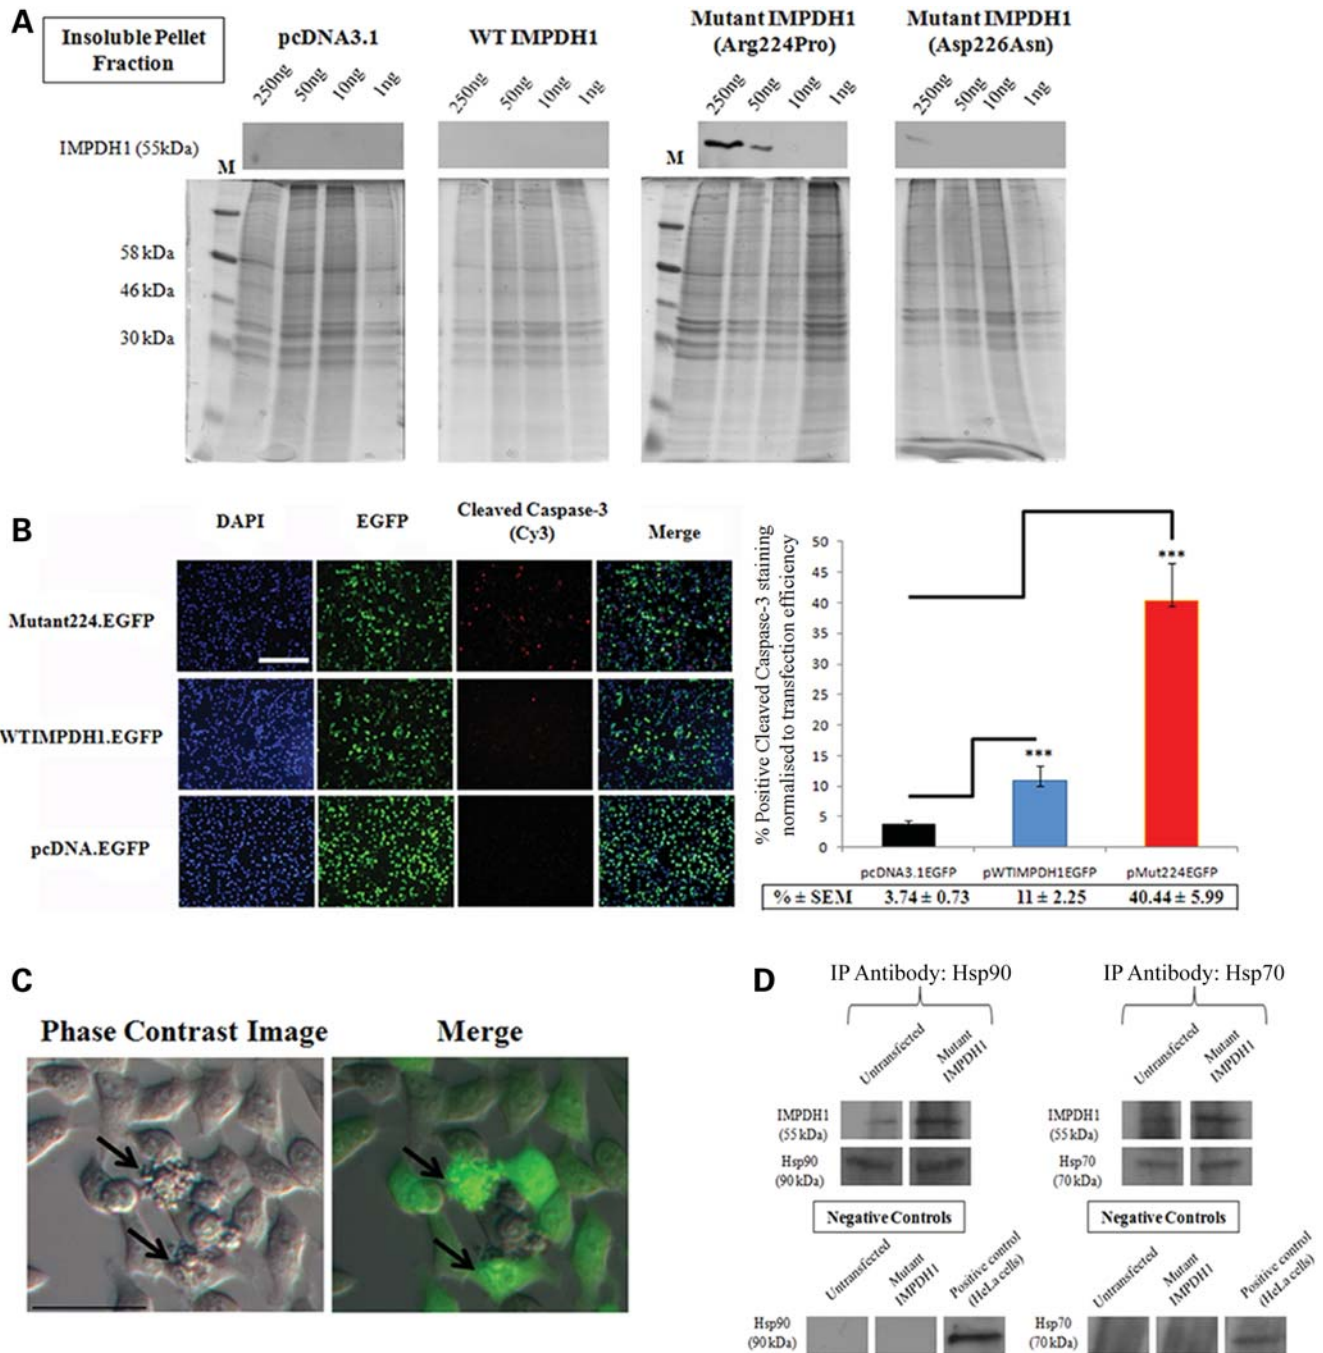 A
Insoluble Pellet
Fraction
pcDNA3.1
WT IMPDH1
Mutant IMPDH1
(Arg224Pro)
Mutant IMPDH1
(Asp226Asn)
250ng 50ng 10ng 1ng
250ng 50ng 10ng 1ng
250ng 50ng 10ng 1ng
250ng 50ng 10ng 1ng
IMPDH1 (55kDa)
M
M
58 kDa
46 kDa
30 kDa
B
DAPI
EGFP
Cleaved Caspase-3
(Cy3)
Merge
Mutant224.EGFP
WTIMPDH1.EGFP
pcDNA.EGFP
% Positive Cleaved Caspase-3 staining
normalised to transfection efficiency
50
45
40
35
30
25
20
15
10
5
0
***
***
pcDNA3.1EGFP pWTIMPDH1EGFP pMut224EGFP
% ± SEM 3.74 ± 0.73 11 ± 2.25 40.44 ± 5.99
C
Phase Contrast Image
Merge
D
IP Antibody: Hsp90
Untransfected
Mutant
IMPDH1
IMPDH1
(55 kDa)
Hsp90
(90 kDa)
Negative Controls
Untransfected
Mutant
IMPDH1
Positive control
(HeLa cells)
Hsp90
(90kDa)
IP Antibody: Hsp70
Untransfected
Mutant
IMPDH1
IMPDH1
(55 kDa)
Hsp70
(70 kDa)
Negative Controls
Untransfected
Mutant
IMPDH1
Positive control
(HeLa cells)
Hsp70
(70kDa)